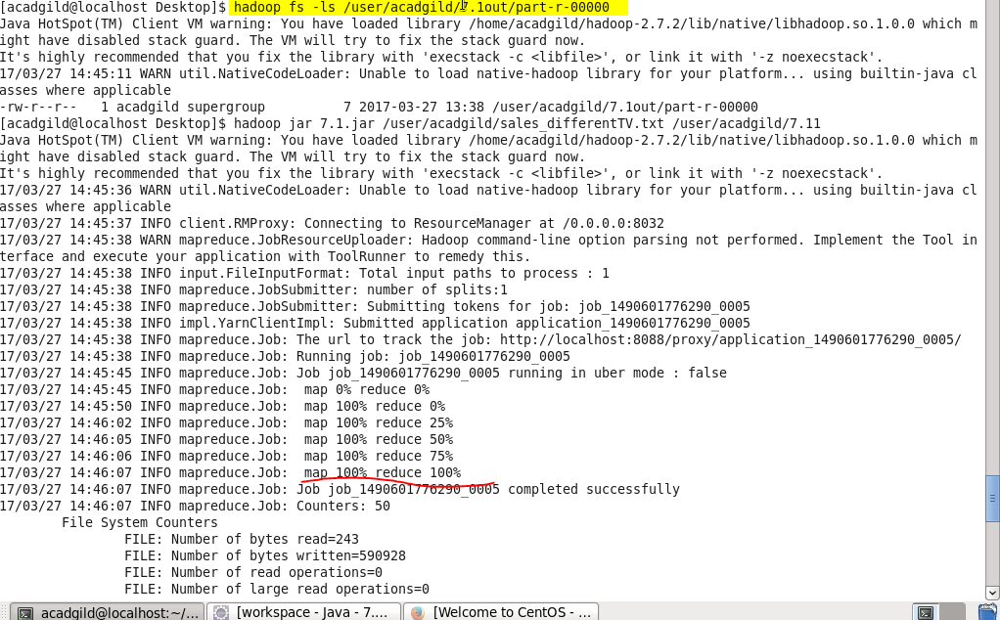 [acadgild@localhost Desktop]$ hadoop fs -ls /user/acadgild/7.1out/part-r-00000
Java HotSpot(TM) Client VM warning: You have loaded library /home/acadgild/hadoop-2.7.2/lib/native/libhadoop.so.1.0.0 which m
ight have disabled stack guard. The VM will try to fix the stack guard now.
It's highly recommended that you fix the library with 'execstack -c <libfile>', or link it with '-z noexecstack'.
17/03/27 14:45:11 WARN util.NativeCodeLoader: Unable to load native-hadoop library for your platform... using builtin-java cl
asses where applicable
-rw-r--r--   1 acadgild supergroup          7 2017-03-27 13:38 /user/acadgild/7.1out/part-r-00000
[acadgild@localhost Desktop]$ hadoop jar 7.1.jar /user/acadgild/sales_differentTV.txt /user/acadgild/7.11
Java HotSpot(TM) Client VM warning: You have loaded library /home/acadgild/hadoop-2.7.2/lib/native/libhadoop.so.1.0.0 which m
ight have disabled stack guard. The VM will try to fix the stack guard now.
It's highly recommended that you fix the library with 'execstack -c <libfile>', or link it with '-z noexecstack'.
17/03/27 14:45:36 WARN util.NativeCodeLoader: Unable to load native-hadoop library for your platform... using builtin-java cl
asses where applicable
17/03/27 14:45:37 INFO client.RMProxy: Connecting to ResourceManager at /0.0.0.0:8032
17/03/27 14:45:38 WARN mapreduce.JobResourceUploader: Hadoop command-line option parsing not performed. Implement the Tool in
terface and execute your application with ToolRunner to remedy this.
17/03/27 14:45:38 INFO input.FileInputFormat: Total input paths to process : 1
17/03/27 14:45:38 INFO mapreduce.JobSubmitter: number of splits:1
17/03/27 14:45:38 INFO mapreduce.JobSubmitter: Submitting tokens for job: job_1490601776290_0005
17/03/27 14:45:38 INFO impl.YarnClientImpl: Submitted application application_1490601776290_0005
17/03/27 14:45:38 INFO mapreduce.Job: The url to track the job: http://localhost:8088/proxy/application_1490601776290_0005/
17/03/27 14:45:38 INFO mapreduce.Job: Running job: job_1490601776290_0005
17/03/27 14:45:45 INFO mapreduce.Job: Job job_1490601776290_0005 running in uber mode : false
17/03/27 14:45:45 INFO mapreduce.Job:  map 0% reduce 0%
17/03/27 14:45:50 INFO mapreduce.Job:  map 100% reduce 0%
17/03/27 14:46:02 INFO mapreduce.Job:  map 100% reduce 25%
17/03/27 14:46:05 INFO mapreduce.Job:  map 100% reduce 50%
17/03/27 14:46:06 INFO mapreduce.Job:  map 100% reduce 75%
17/03/27 14:46:07 INFO mapreduce.Job:  map 100% reduce 100%
17/03/27 14:46:07 INFO mapreduce.Job: Job job_1490601776290_0005 completed successfully
17/03/27 14:46:07 INFO mapreduce.Job: Counters: 50
File System Counters
FILE: Number of bytes read=243
FILE: Number of bytes written=590928
FILE: Number of read operations=0
FILE: Number of large read operations=0
acadgild@localhost:~/... [workspace - Java - 7.... [Welcome to CentOS - ...